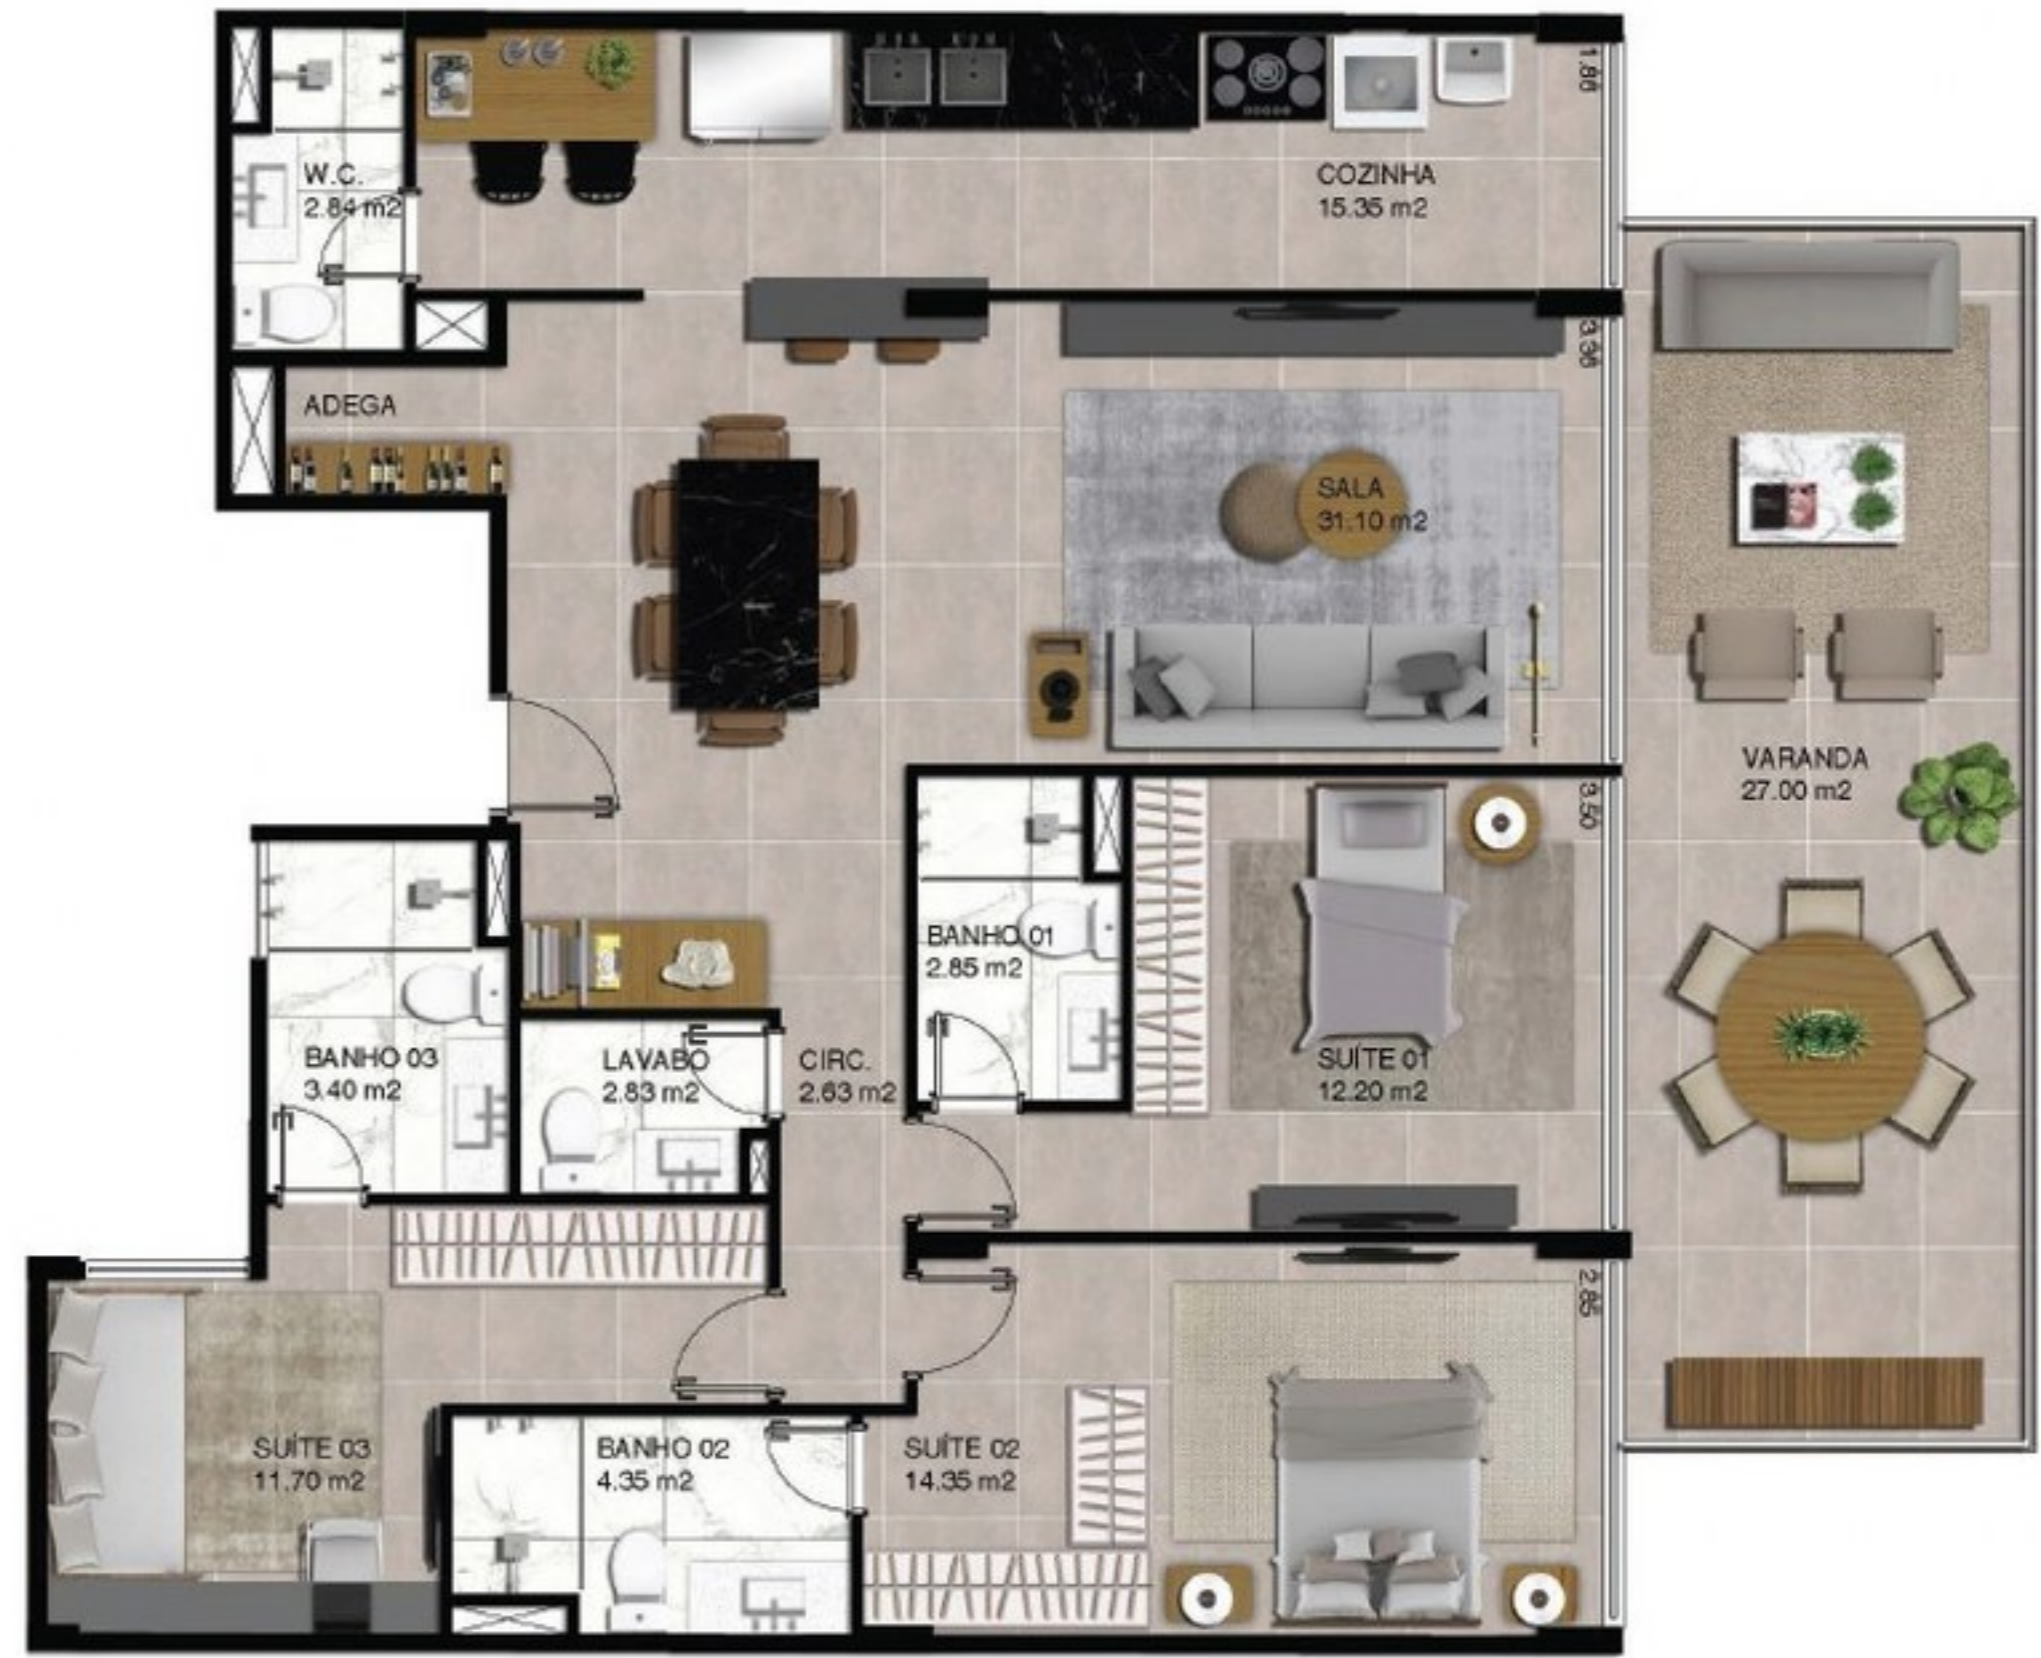 W.C.
2.84 m2
COZINHA
15.35 m2
1.86
ADEGA
3.36
SALA
31.10 m2
VARANDA
27.00 m2
3.50
BANHO 01
2.85 m2
BANHO 03
3.40 m2
LAVABO
2.83 m2
CIRC.
2.63 m2
SUÍTE 01
12.20 m2
2.85
SUÍTE 03
11.70 m2
BANHO 02
4.35 m2
SUÍTE 02
14.35 m2